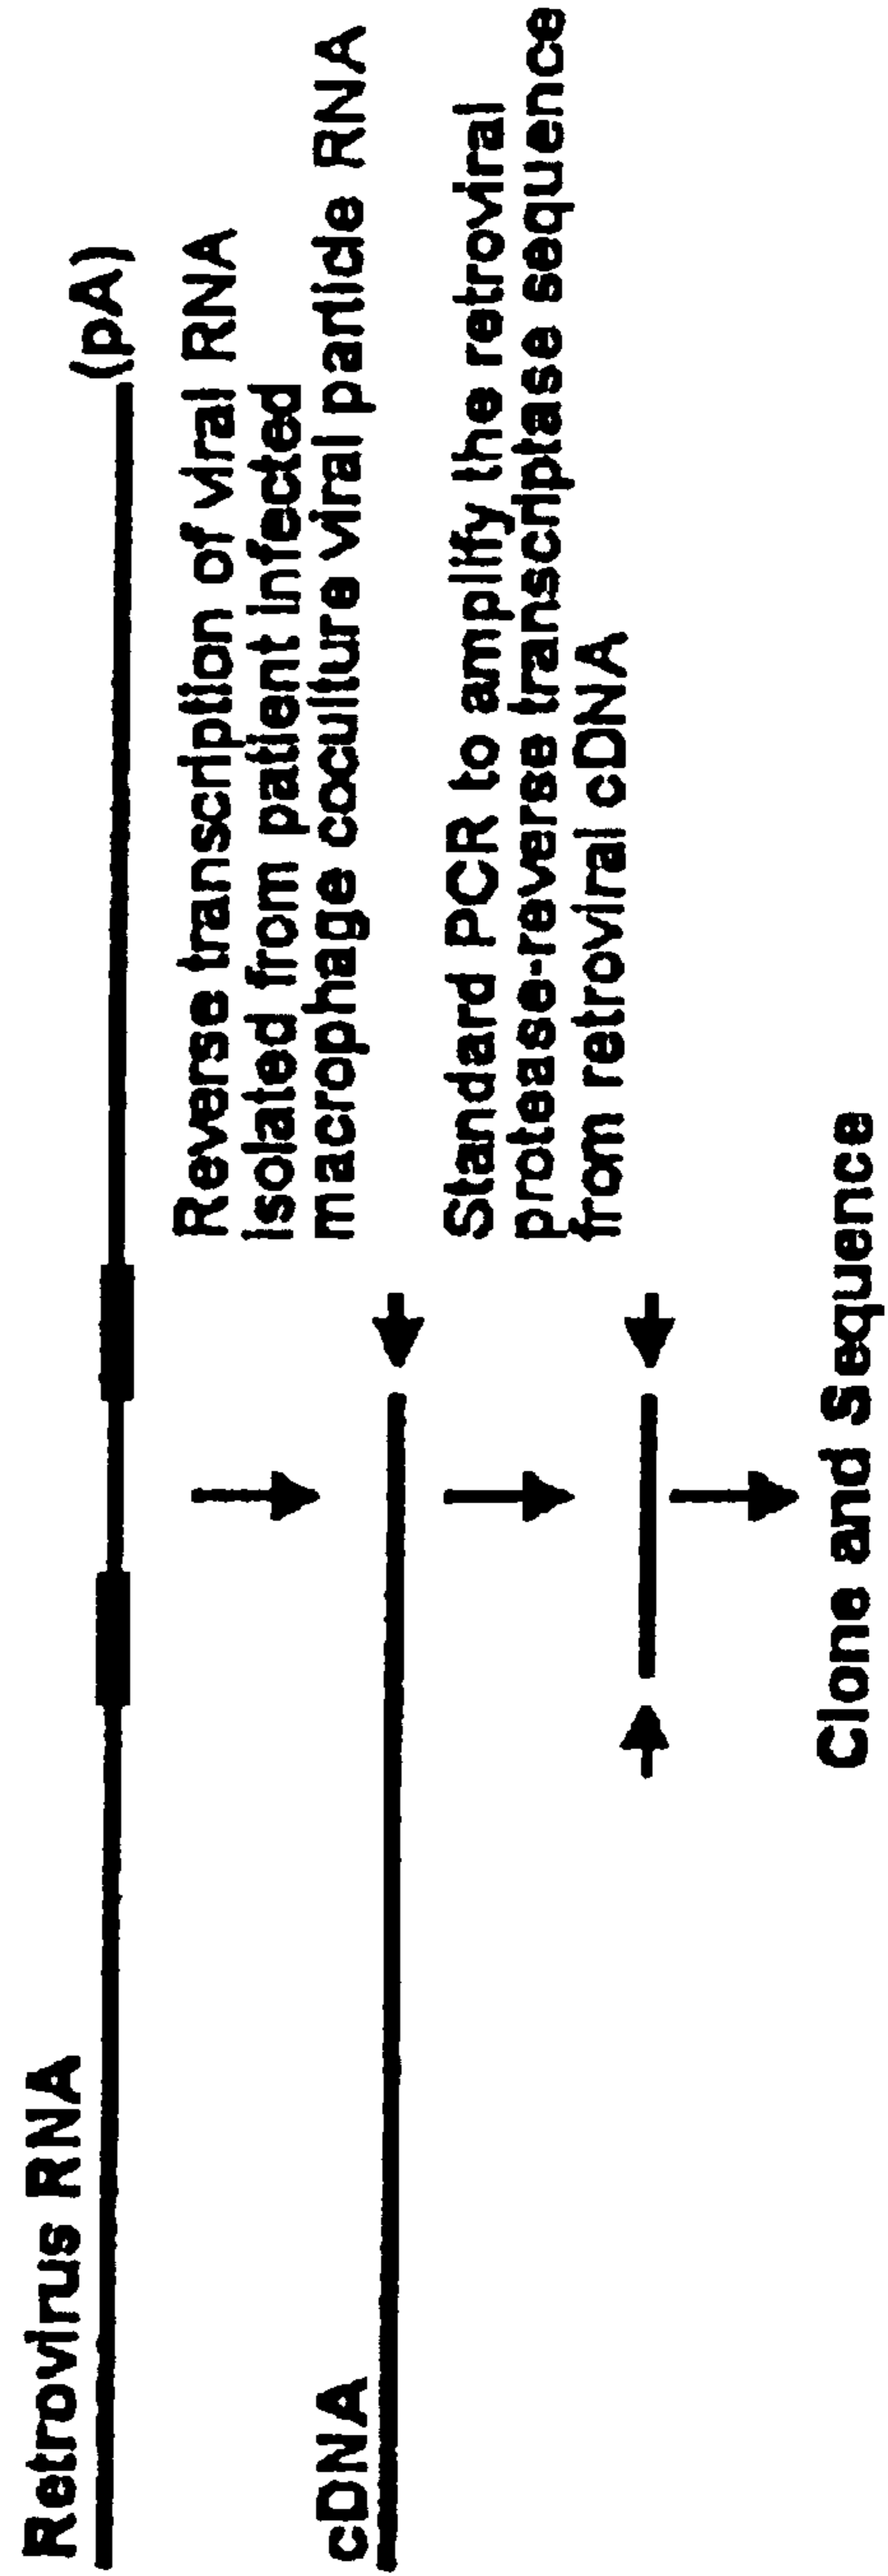 Retrovirus RNA
(pA)
Reverse transcription of viral RNA
isolated from patient infected
macrophage coculture viral particle RNA
cDNA
Standard PCR to amplify the retroviral
protease-reverse transcriptase sequence
from retroviral cDNA
Clone and Sequence